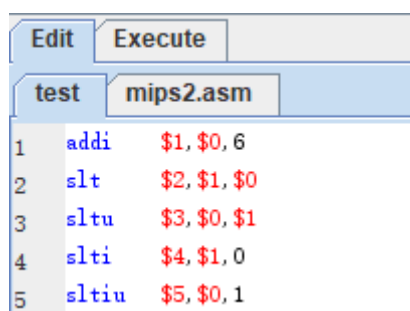 Edit Execute
test mips2.asm
1 addi $1,$0,6
2 slt $2,$1,$0
3 sltu $3,$0,$1
4 slti $4,$1,0
5 sltiu $5,$0,1